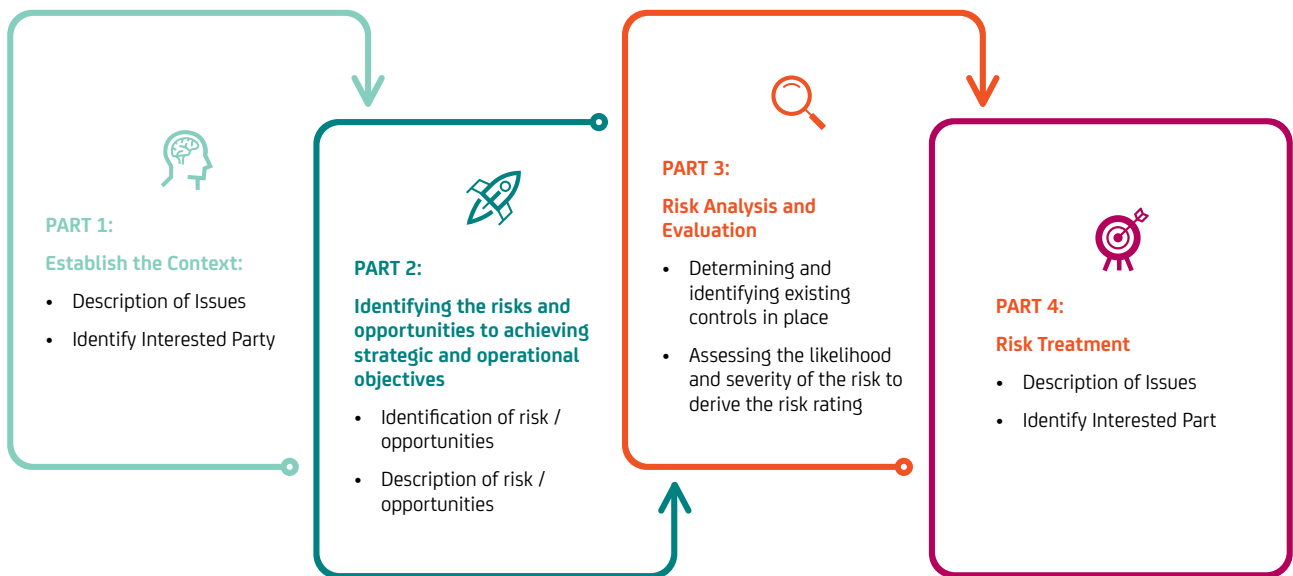 PART 1:
Establish the Context:
• Description of Issues
• Identify Interested Party
PART 2:
Identifying the risks and
opportunities to achieving
strategic and operational
objectives
• Identification of risk /
opportunities
• Description of risk /
opportunities
PART 3:
Risk Analysis and
Evaluation
• Determining and
identifying existing
controls in place
• Assessing the likelihood
and severity of the risk to
derive the risk rating
PART 4:
Risk Treatment
• Description of Issues
• Identify Interested Part